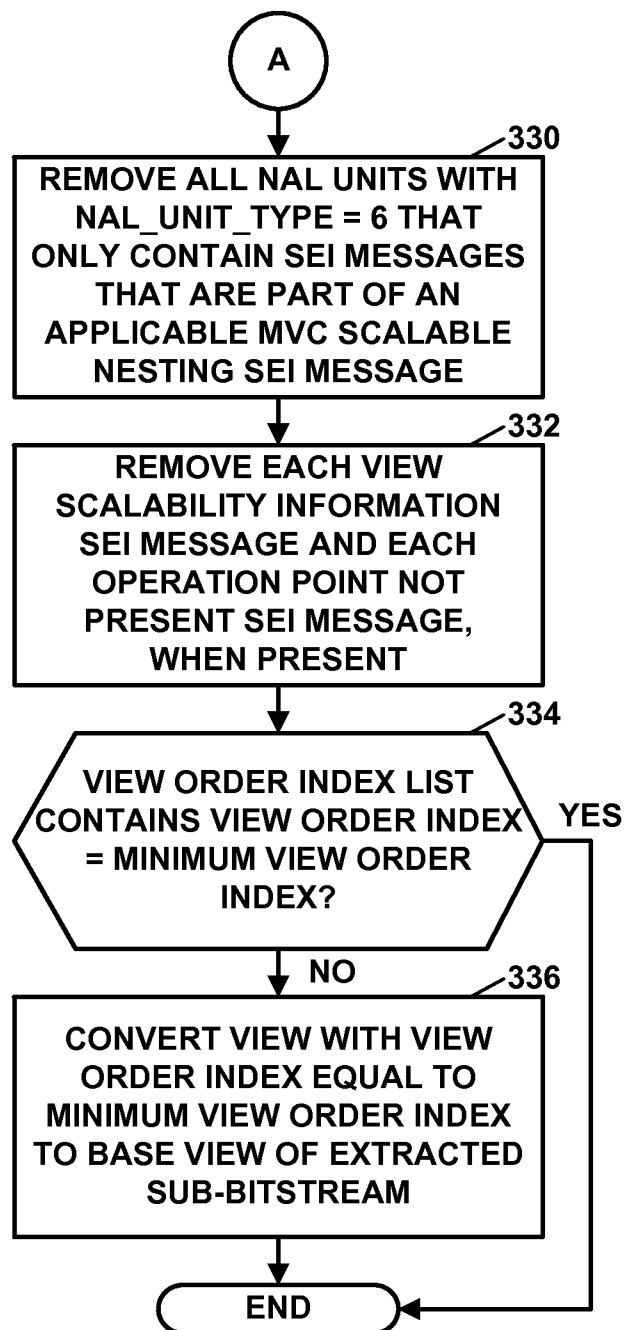 A
330
REMOVE ALL NAL UNITS WITH
NAL_UNIT_TYPE = 6 THAT
ONLY CONTAIN SEI MESSAGES
THAT ARE PART OF AN
APPLICABLE MVC SCALABLE
NESTING SEI MESSAGE
332
REMOVE EACH VIEW
SCALABILITY INFORMATION
SEI MESSAGE AND EACH
OPERATION POINT NOT
PRESENT SEI MESSAGE,
WHEN PRESENT
334
VIEW ORDER INDEX LIST
CONTAINS VIEW ORDER INDEX
= MINIMUM VIEW ORDER
INDEX?
YES
NO
336
CONVERT VIEW WITH VIEW
ORDER INDEX EQUAL TO
MINIMUM VIEW ORDER INDEX
TO BASE VIEW OF EXTRACTED
SUB-BITSTREAM
END